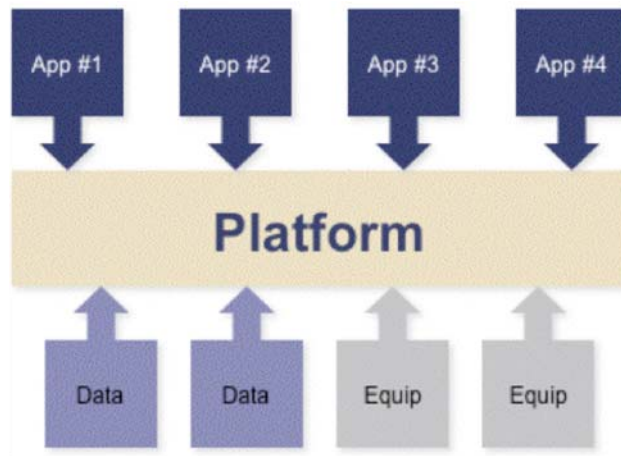 App #1
App #2
App #3
App #4
Platform
Data
Data
Equip
Equip